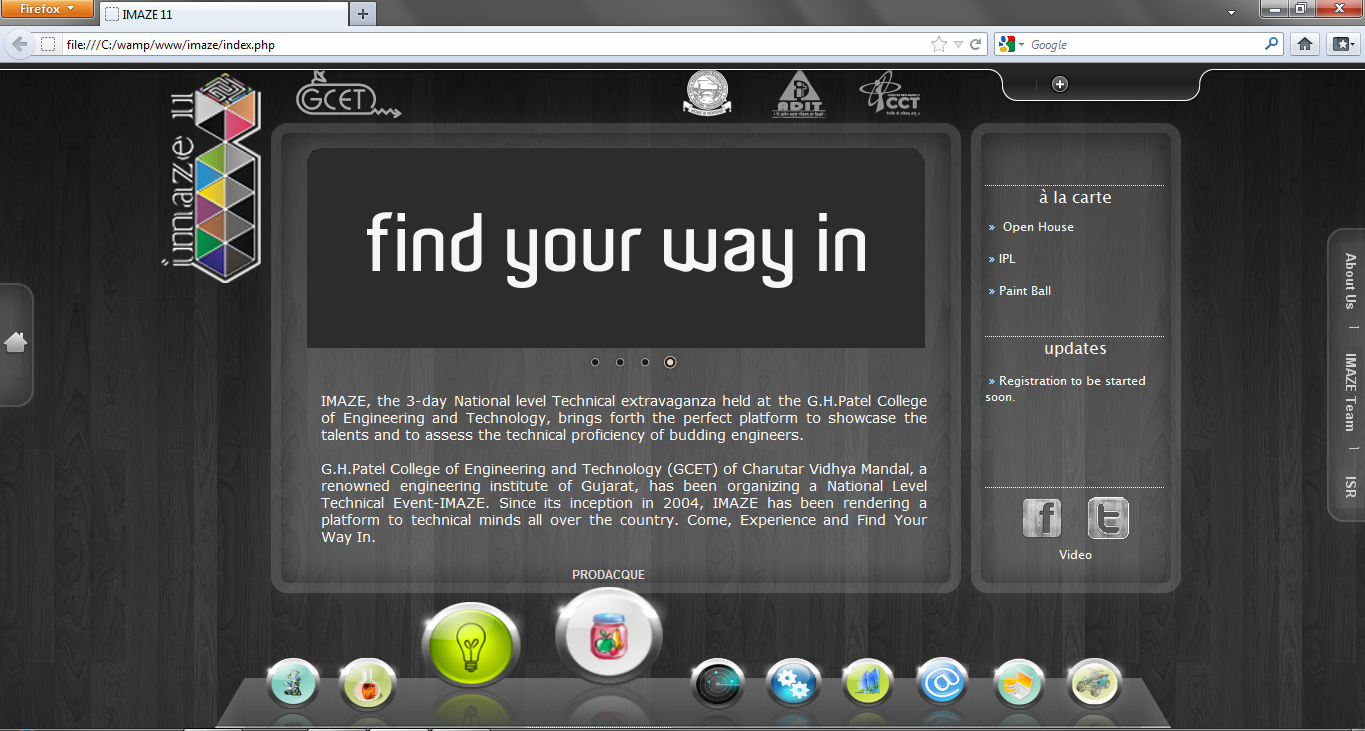 Firefox
IMAZE 11
file:///C:/wamp/www/imaze/index.php
Google
imaze 11
GCET
ADIT
CCT
find your way in
IMAZE, the 3-day National level Technical extravaganza held at the G.H.Patel College
of Engineering and Technology, brings forth the perfect platform to showcase the
talents and to assess the technical proficiency of budding engineers.
G.H.Patel College of Engineering and Technology (GCET) of Charutar Vidhya Mandal, a
renowned engineering institute of Gujarat, has been organizing a National Level
Technical Event-IMAZE. Since its inception in 2004, IMAZE has been rendering a
platform to technical minds all over the country. Come, Experience and Find Your
Way In.
PRODACQUE
à la carte
» Open House
» IPL
» Paint Ball
updates
» Registration to be started
soon.
f t
Video
About Us
IMAZE Team
ISR
@